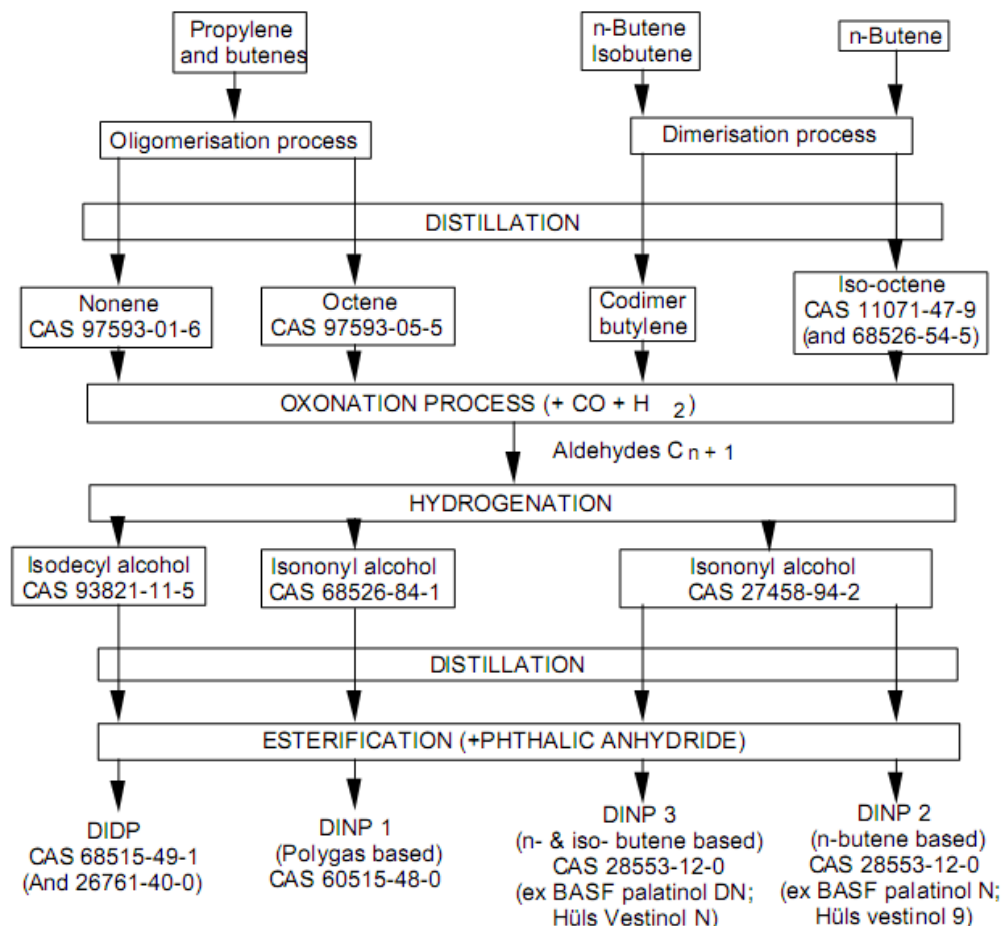 Propylene
and butenes
n-Butene
Isobutene
n-Butene
Oligomerisation process
Dimerisation process
DISTILLATION
Nonene
CAS 97593-01-6
Octene
CAS 97593-05-5
Codimer
butylene
Iso-octene
CAS 11071-47-9
(and 68526-54-5)
OXONATION PROCESS (+ CO + H 2)
Aldehydes C n + 1
HYDROGENATION
Isodecyl alcohol
CAS 93821-11-5
Isononyl alcohol
CAS 68526-84-1
Isononyl alcohol
CAS 27458-94-2
DISTILLATION
ESTERIFICATION (+PHTHALIC ANHYDRIDE)
DIDP
CAS 68515-49-1
(And 26761-40-0)
DINP 1
(Polygas based)
CAS 60515-48-0
DINP 3
(n- & iso- butene based)
CAS 28553-12-0
(ex BASF palatinol DN;
Hüls Vestinol N)
DINP 2
(n-butene based)
CAS 28553-12-0
(ex BASF palatinol N;
Hüls vestinol 9)